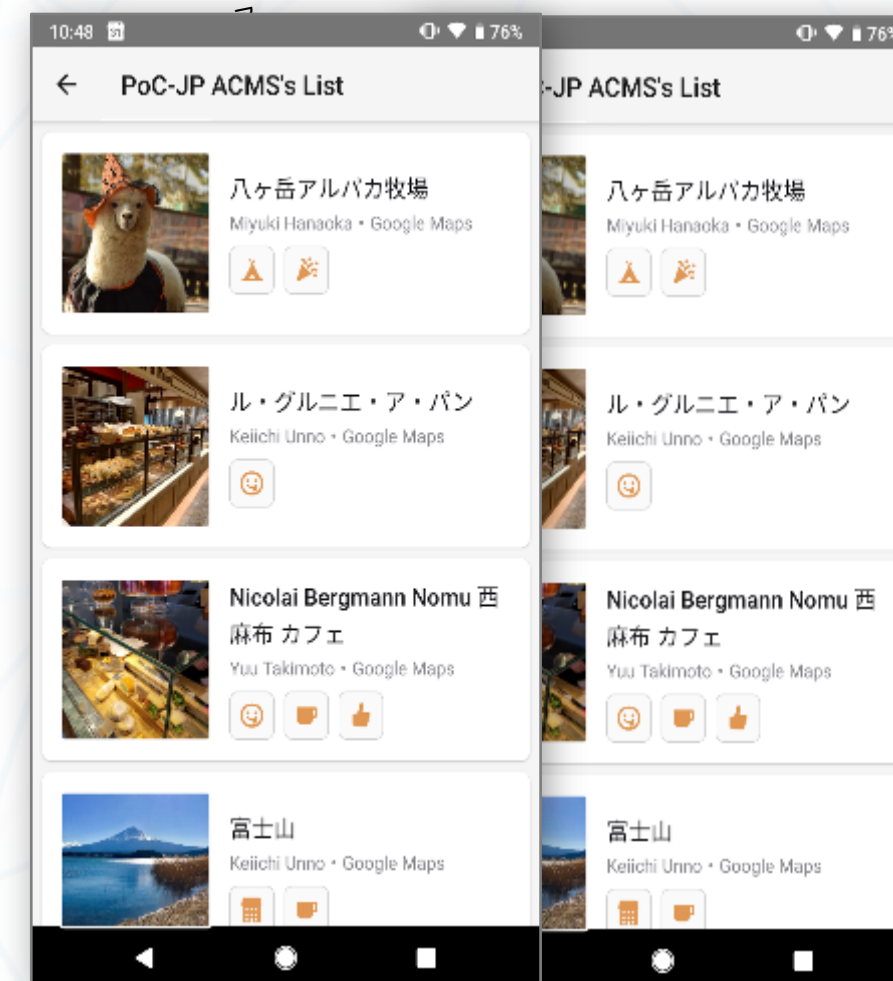 10:48 31 76%
PoC-JP ACMS's List
八ヶ岳アルパカ牧場
Miyuki Hanaoka • Google Maps
ル・グルニエ・ア・パン
Keiichi Unno • Google Maps
Nicolai Bergmann Nomu 西
麻布 カフェ
Yuu Takimoto • Google Maps
富士山
Keiichi Unno • Google Maps
76%
-JP ACMS's List
八ヶ岳アルパカ牧場
Miyuki Hanaoka • Google Maps
ル・グルニエ・ア・パン
Keiichi Unno • Google Maps
Nicolai Bergmann Nomu 西
麻布 カフェ
Yuu Takimoto • Google Maps
富士山
Keiichi Unno • Google Maps